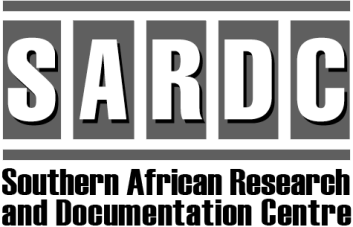 SARDC
Southern African Research
and Documentation Centre